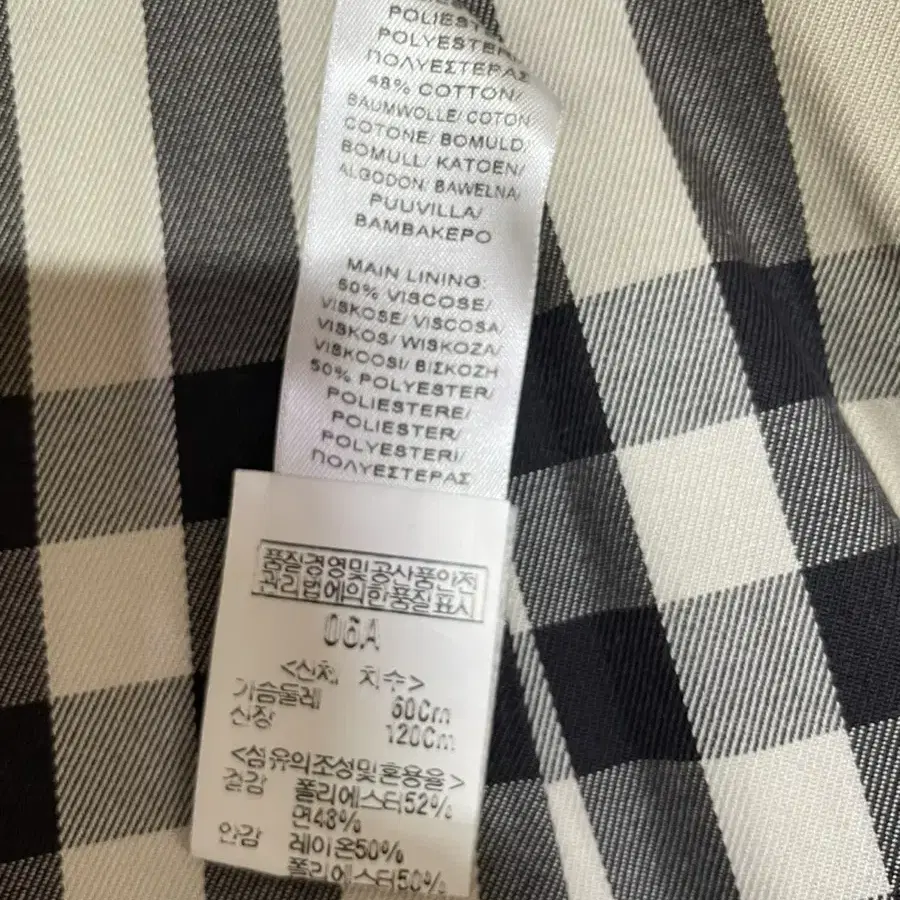 POLIESTE
POLYESTERI
ΠΟΛΥΕΣΤΕΡΑΣ
48% COTTON/
BAUMWOLLE/ COTON
COTONE/ BOMULD
BOMULL/ KATOEN/
ALGODON/ BAWELNA/
PUUVILLA/
BAMBAKEPO
MAIN LINING:
50% VISCOSE/
VISKOSE/ VISCOSA/
VISKOS/ WISKOZA/
VISKOOSI/ ΒΙΣΚΟΖΗ
50% POLYESTER/
POLIESTERE/
POLIESTER/
POLYESTERI/
ΠΟΛΥΕΣΤΕΡΑΣ
품질경영및공산품안전
관리법에의한품질표시
06A
<신체 치수>
가슴둘레 60Cm
신장 120Cm
<섬유의조성및혼용율>
겉감 폴리에스터52%
면48%
안감 레이온50%
폴리에스터50%